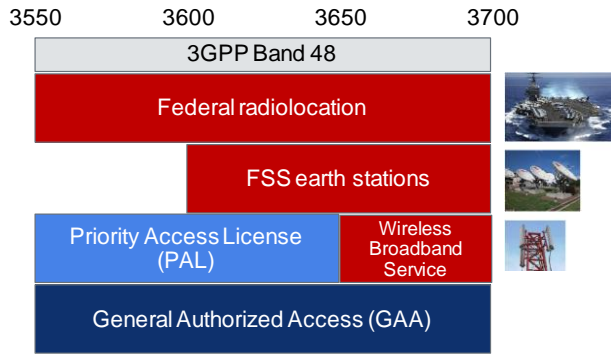 3550 3600 3650 3700
3GPP Band 48
Federal radiolocation
FSS earth stations
Priority Access License
(PAL)
Wireless
Broadband
Service
General Authorized Access (GAA)